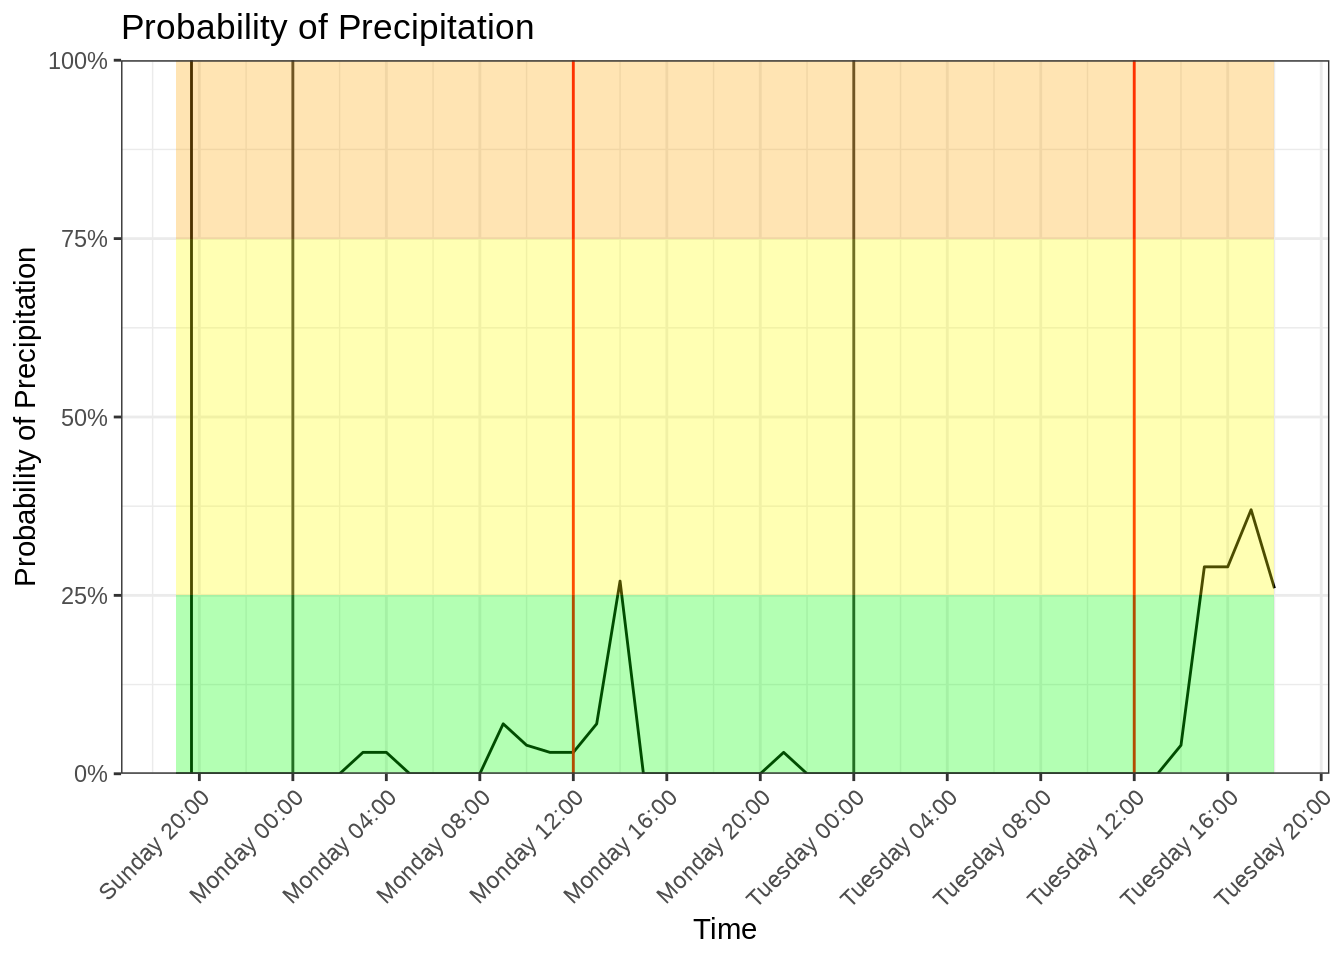 Probability of Precipitation
Probability of Precipitation
100%
75%
50%
25%
0%
Sunday 20:00
Monday 00:00
Monday 04:00
Monday 08:00
Monday 12:00
Monday 16:00
Monday 20:00
Tuesday 00:00
Tuesday 04:00
Tuesday 08:00
Tuesday 12:00
Tuesday 16:00
Tuesday 20:00
Time